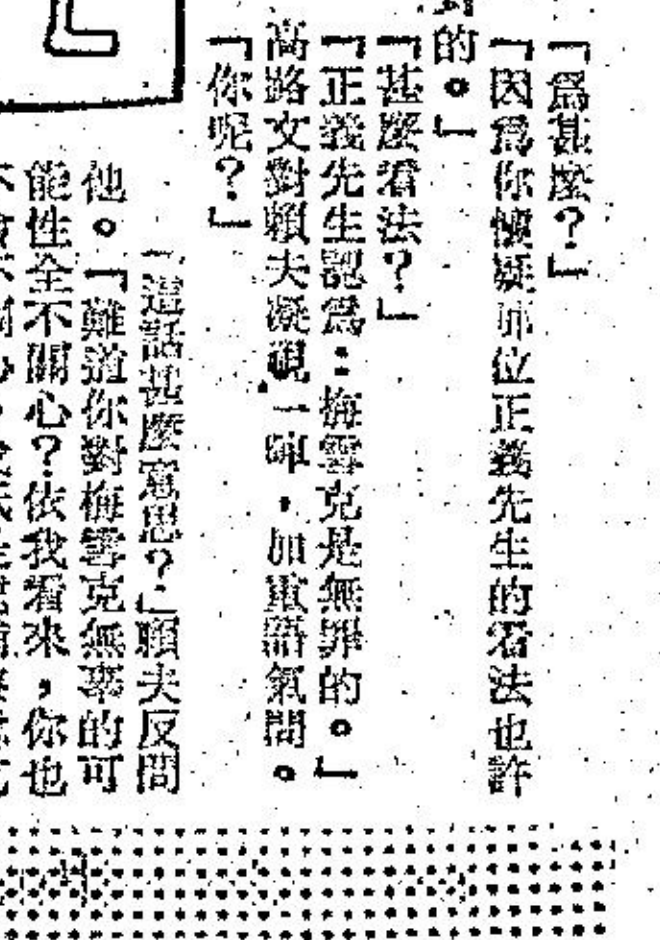 「爲甚麼?」
「因爲你懷疑那位正義先生的看法也許
對的。」
「甚麼看法?」
「正義先生認爲:梅雪克是無罪的。」
高路文對賴夫凝視一陣,加重語氣問。
「你呢?」
「這話甚麼意思?」賴夫反問
他。「難道你對梅雪克無辜的可
能性全不關心?依我看來,你也